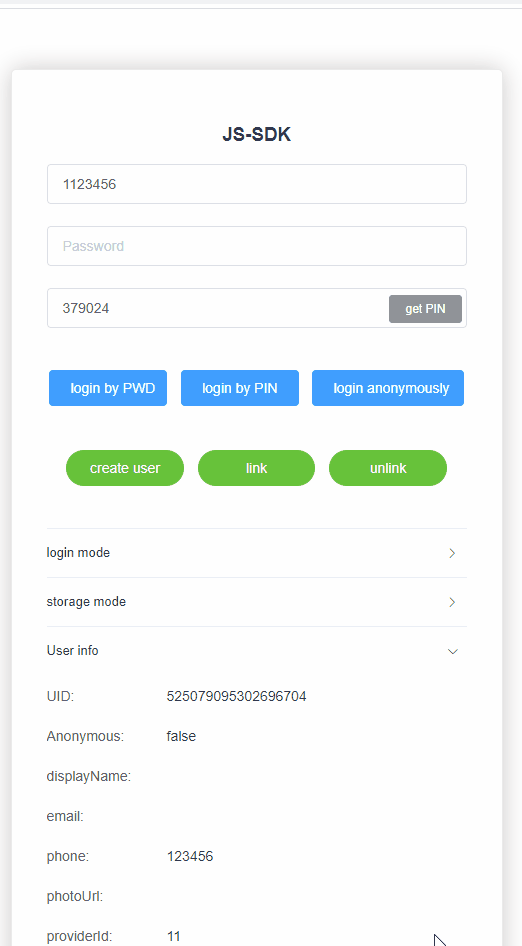 JS-SDK
1123456
Password
379024 get PIN
login by PWD login by PIN login anonymously
create user link unlink
login mode
storage mode
User info
UID: 525079095302696704
Anonymous: false
displayName:
email:
phone: 123456
photoUrl:
providerId: 11